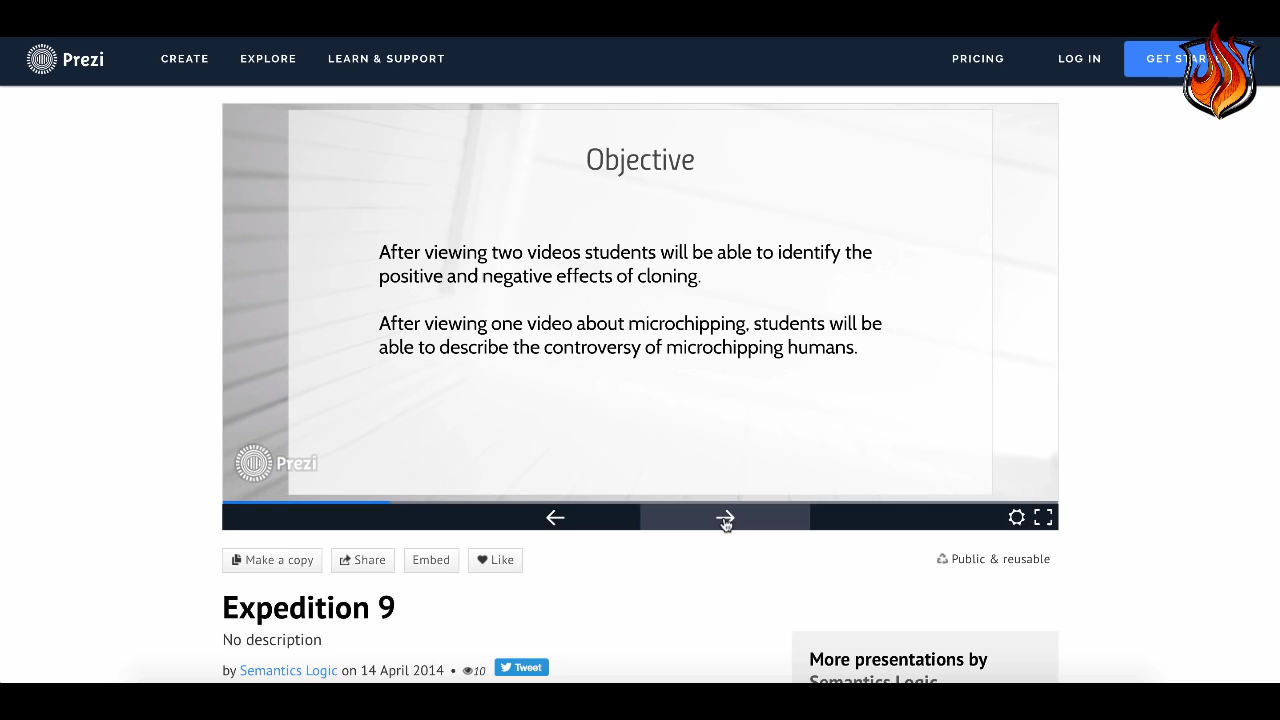 Prezi
CREATE
EXPLORE
LEARN & SUPPORT
PRICING
LOG IN
Objective
After viewing two videos students will be able to identify the
positive and negative effects of cloning.
After viewing one video about microchipping, students will be
able to describe the controversy of microchipping humans.
Prezi
Make a copy
Share
Embed
Like
Public & reusable
Expedition 9
No description
by Semantics Logic on 14 April 2014 • 10
Tweet
More presentations by
Semantics Logic